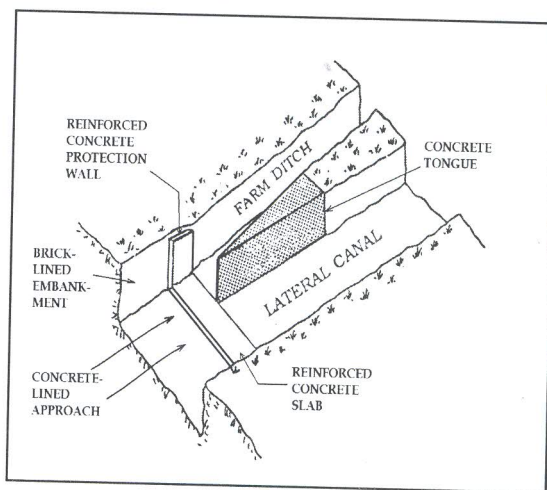 REINFORCED
CONCRETE
PROTECTION
WALL
FARM DITCH
CONCRETE
TONGUE
BRICK-
LINED
EMBANK-
MENT
LATERAL CANAL
CONCRETE-
LINED
APPROACH
REINFORCED
CONCRETE
SLAB